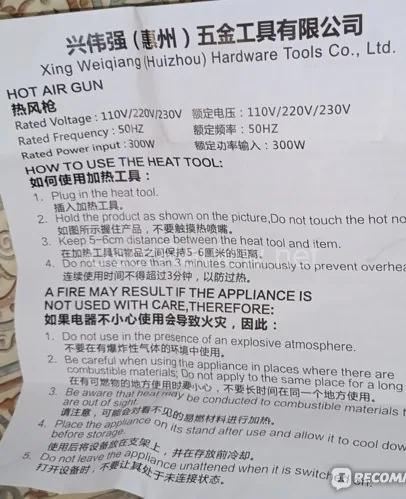 兴伟强(惠州)五金工具有限公司
Xing Weiqiang(Huizhou) Hardware Tools Co., Ltd.
HOT AIR GUN
热风枪
Rated Voltage : 110V/220V/230V 额定电压：110V/220V/230V
Rated Frequency : 50HZ 额定频率：50HZ
Rated Power input : 300W 额定功率输入：300W
HOW TO USE THE HEAT TOOL:
如何使用加热工具：
1. Plug in the heat tool.
插入加热工具。
2. Hold the product as shown on the picture,Do not touch the hot no
如图所示握住产品，不要触摸热喷嘴。
3. Keep 5-6cm distance between the heat tool and item.
在加热工具和物品之间保持5-6厘米的距离。
4. Do not use more than 3 minutes continuously to prevent overhea
连续使用时间不得超过3分钟，以防过热。
A FIRE MAY RESULT IF THE APPLIANCE IS
NOT USED WITH CARE,THEREFORE:
如果电器不小心使用会导致火灾，因此：
1. Do not use in the presence of an explosive atmosphere.
不要在有爆炸性气体的环境中使用。
2. Be careful when using the appliance in places where there are
combustible materials; Do not apply to the same place for a long
在有可燃物的地方使用时要小心，不要长时间在同一个地方使用。
3. Be aware that heat may be conducted to combustible materials t
are out of sight.
请注意，可能会对看不见的易燃材料进行加热。
4. Place the appliance on its stand after use and allow it to cool dow
before storage.
使用后将设备放在支架上，并在存放前冷却。
5. Do not leave the appliance unattened when it is switch
打开设备时，不要让其处于未连接状态。
RECOMA